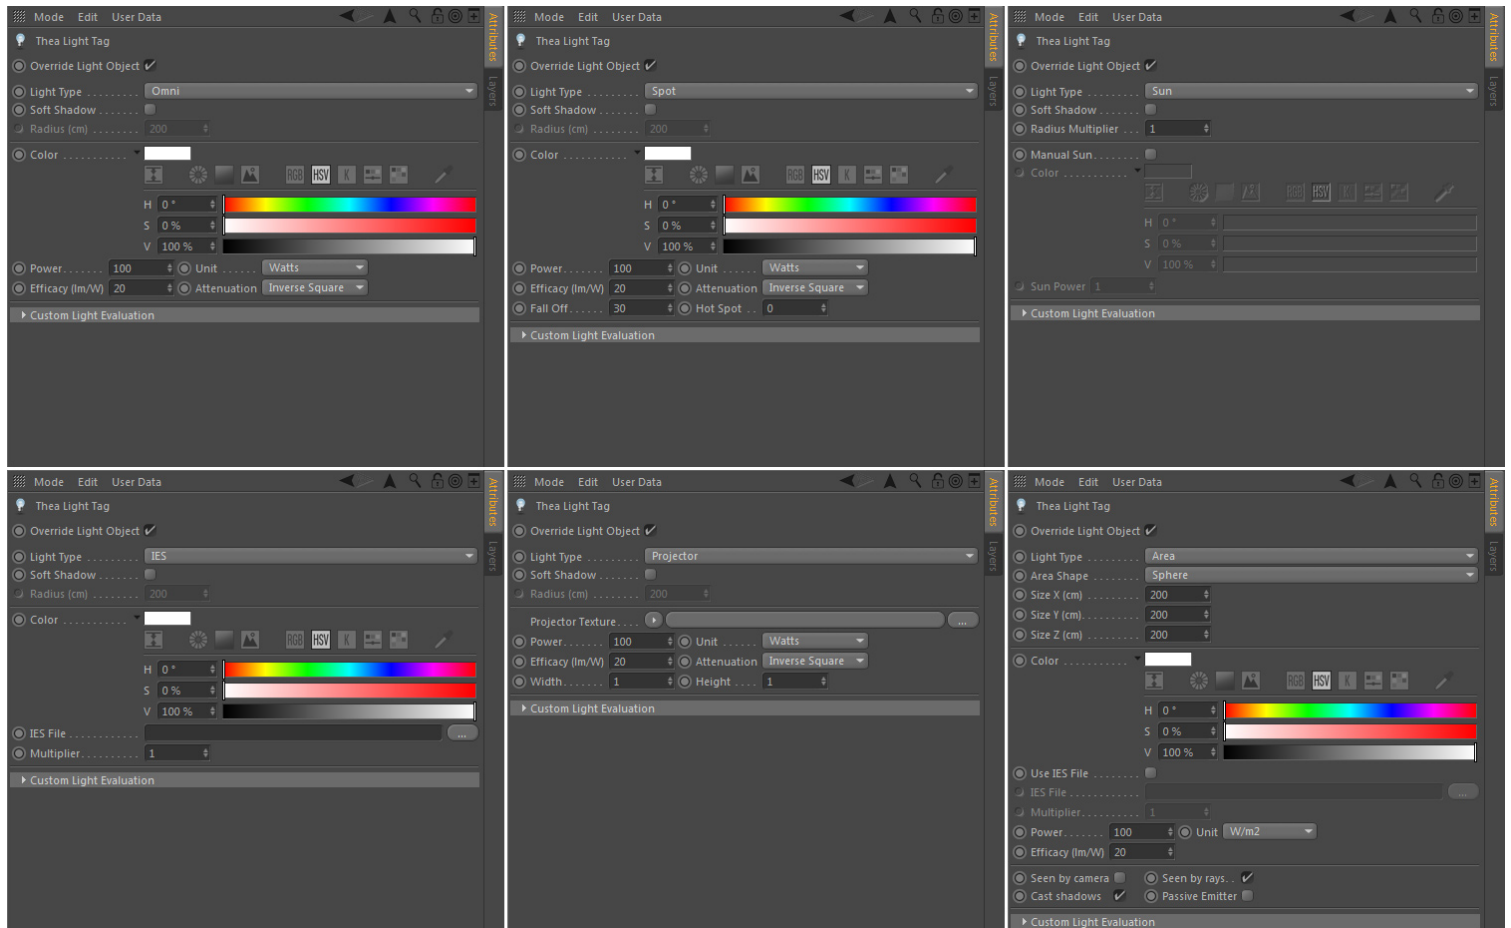 Mode Edit User Data
Thea Light Tag
Override Light Object
Light Type ......... Omni
Soft Shadow .......
Radius (cm) ........ 200
Color ...........
RGB HSV K
H 0 °
S 0 %
V 100 %
Power....... 100 Unit ...... Watts
Efficacy (lm/W) 20 Attenuation Inverse Square
Custom Light Evaluation
Attributes
Layers
Mode Edit User Data
Thea Light Tag
Override Light Object
Light Type ......... Spot
Soft Shadow .......
Radius (cm) ........ 200
Color ...........
RGB HSV K
H 0 °
S 0 %
V 100 %
Power....... 100 Unit ...... Watts
Efficacy (lm/W) 20 Attenuation Inverse Square
Fall Off...... 30 Hot Spot .. 0
Custom Light Evaluation
Attributes
Layers
Mode Edit User Data
Thea Light Tag
Override Light Object
Light Type ......... Sun
Soft Shadow .......
Radius Multiplier ... 1
Manual Sun.......
Color ...........
RGB HSV K
H 0 °
S 0 %
V 100 %
Sun Power 1
Custom Light Evaluation
Attributes
Layers
Mode Edit User Data
Thea Light Tag
Override Light Object
Light Type ......... IES
Soft Shadow .......
Radius (cm) ........ 200
Color ...........
RGB HSV K
H 0 °
S 0 %
V 100 %
IES File ........... ...
Multiplier.......... 1
Custom Light Evaluation
Attributes
Layers
Mode Edit User Data
Thea Light Tag
Override Light Object
Light Type ......... Projector
Soft Shadow .......
Radius (cm) ........ 200
Projector Texture.... ...
Power....... 100 Unit ...... Watts
Efficacy (lm/W) 20 Attenuation Inverse Square
Width....... 1 Height .... 1
Custom Light Evaluation
Attributes
Layers
Mode Edit User Data
Thea Light Tag
Override Light Object
Light Type ......... Area
Area Shape ........ Sphere
Size X (cm) ......... 200
Size Y (cm)......... 200
Size Z (cm) ......... 200
Color ...........
RGB HSV K
H 0 °
S 0 %
V 100 %
Use IES File ........
IES File ........... ...
Multiplier.......... 1
Power....... 100 Unit W/m2
Efficacy (lm/W) 20
Seen by camera Seen by rays. .
Cast shadows Passive Emitter
Custom Light Evaluation
Attributes
Layers